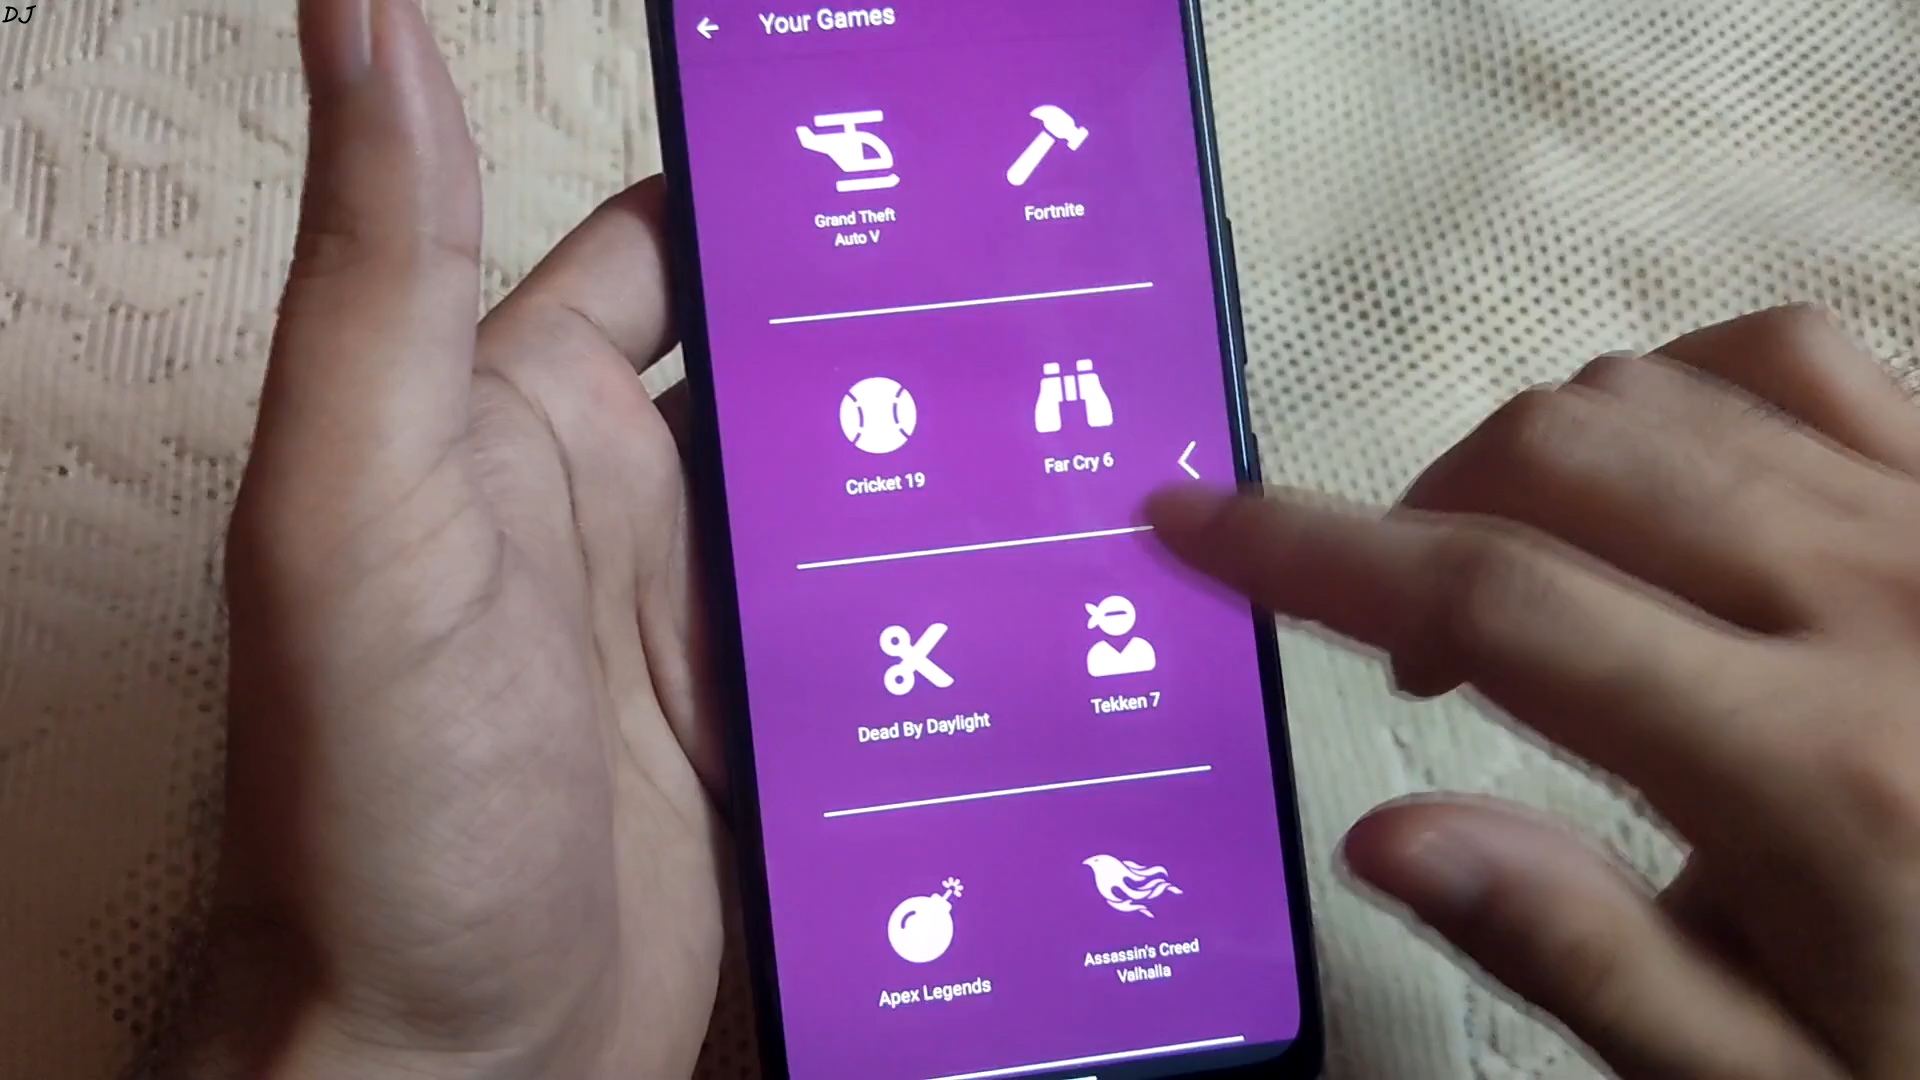 DJ
Your Games
Grand Theft
Auto V
Fortnite
Cricket 19
Far Cry 6
Dead By Daylight
Tekken 7
Apex Legends
Assassin's Creed
Valhalla